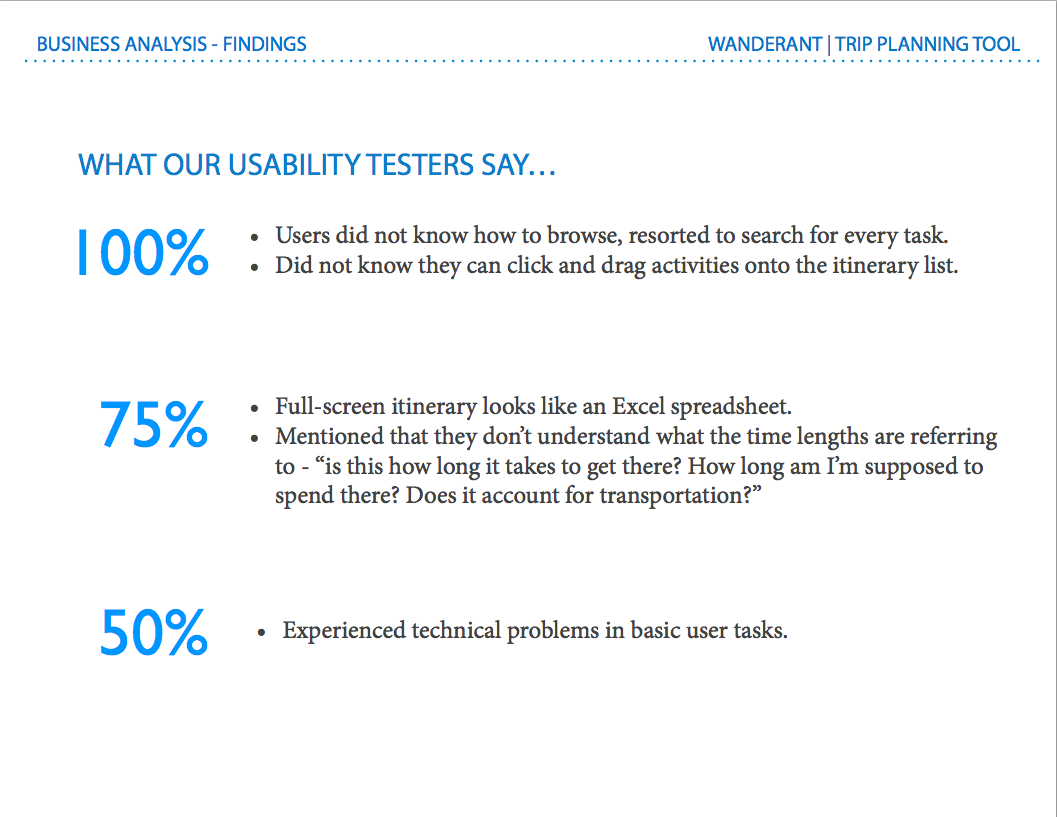 BUSINESS ANALYSIS - FINDINGS
WANDERANT | TRIP PLANNING TOOL
WHAT OUR USABILITY TESTERS SAY…
100%
• Users did not know how to browse, resorted to search for every task.
• Did not know they can click and drag activities onto the itinerary list.
75%
• Full-screen itinerary looks like an Excel spreadsheet.
• Mentioned that they don’t understand what the time lengths are referring
to - “is this how long it takes to get there? How long am I’m supposed to
spend there? Does it account for transportation?”
50%
• Experienced technical problems in basic user tasks.